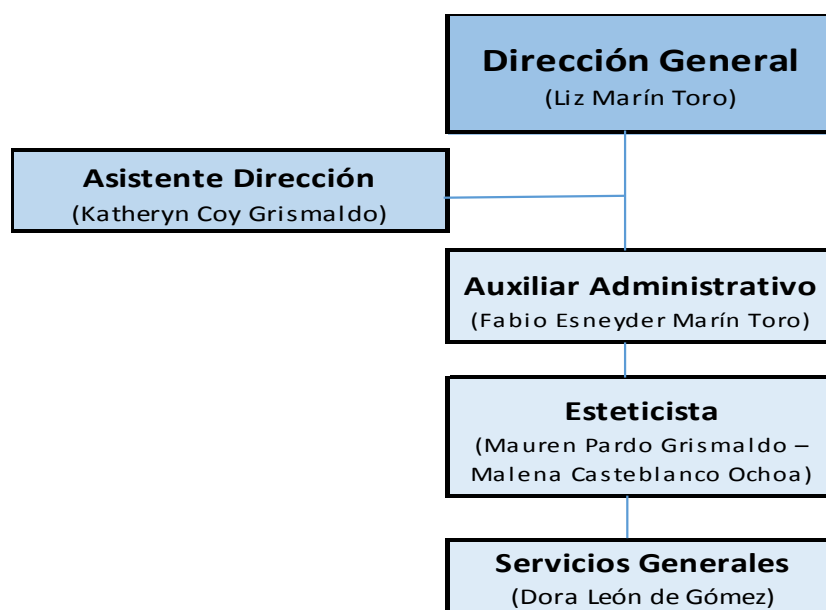 Dirección General
(Liz Marín Toro)
Asistente Dirección
(Katheryn Coy Grismaldo)
Auxiliar Administrativo
(Fabio Esneyder Marín Toro)
Esteticista
(Mauren Pardo Grismaldo –
Malena Casteblanco Ochoa)
Servicios Generales
(Dora León de Gómez)